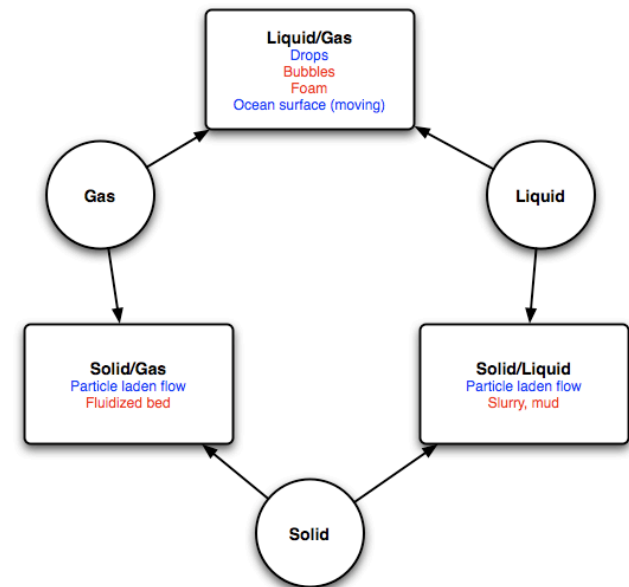 Liquid/Gas
Drops
Bubbles
Foam
Ocean surface (moving)
Gas
Liquid
Solid/Gas
Particle laden flow
Fluidized bed
Solid/Liquid
Particle laden flow
Slurry, mud
Solid